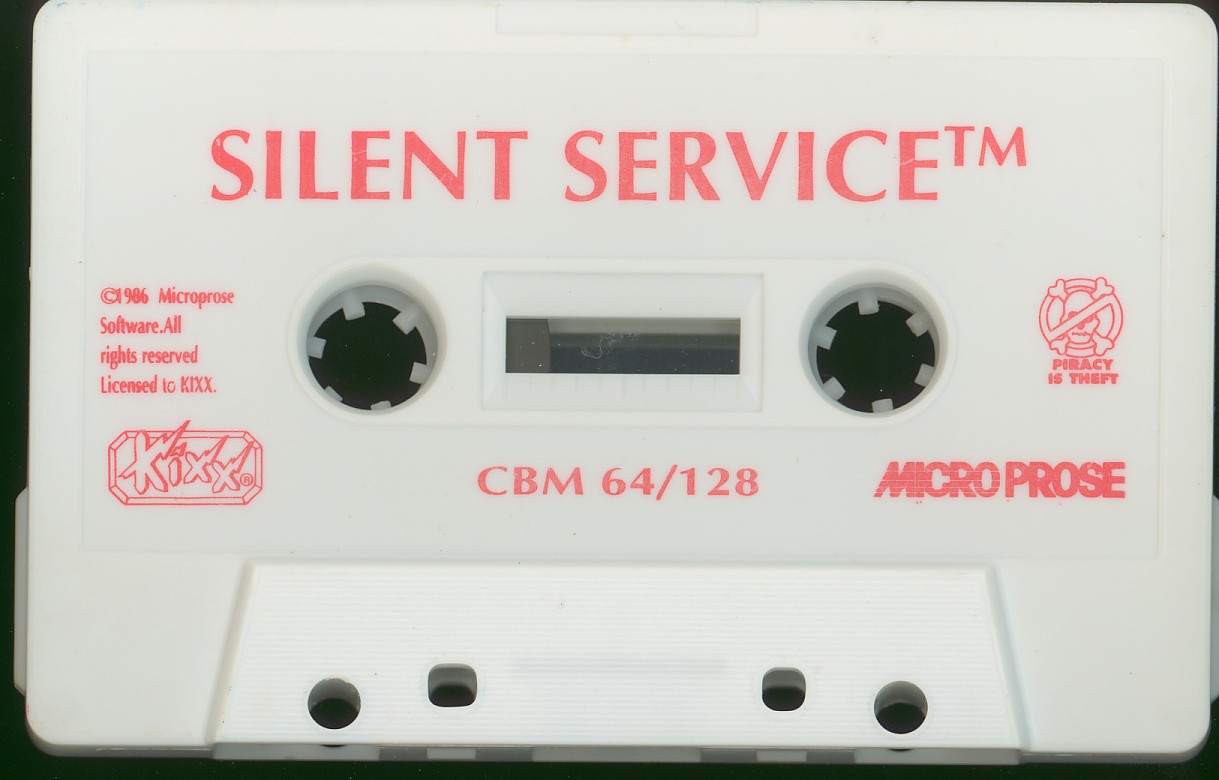 SILENT SERVICE™
©1986 Microprose
Software.All
rights reserved
Licensed to KIXX.
PIRACY
IS THEFT
Kixx®
CBM 64/128
MICROPROSE